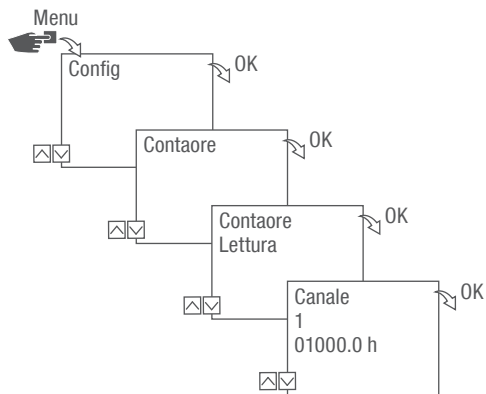 Menu
Config
OK
Contaore
OK
Contaore
Lettura
OK
Canale
1
01000.0 h
OK